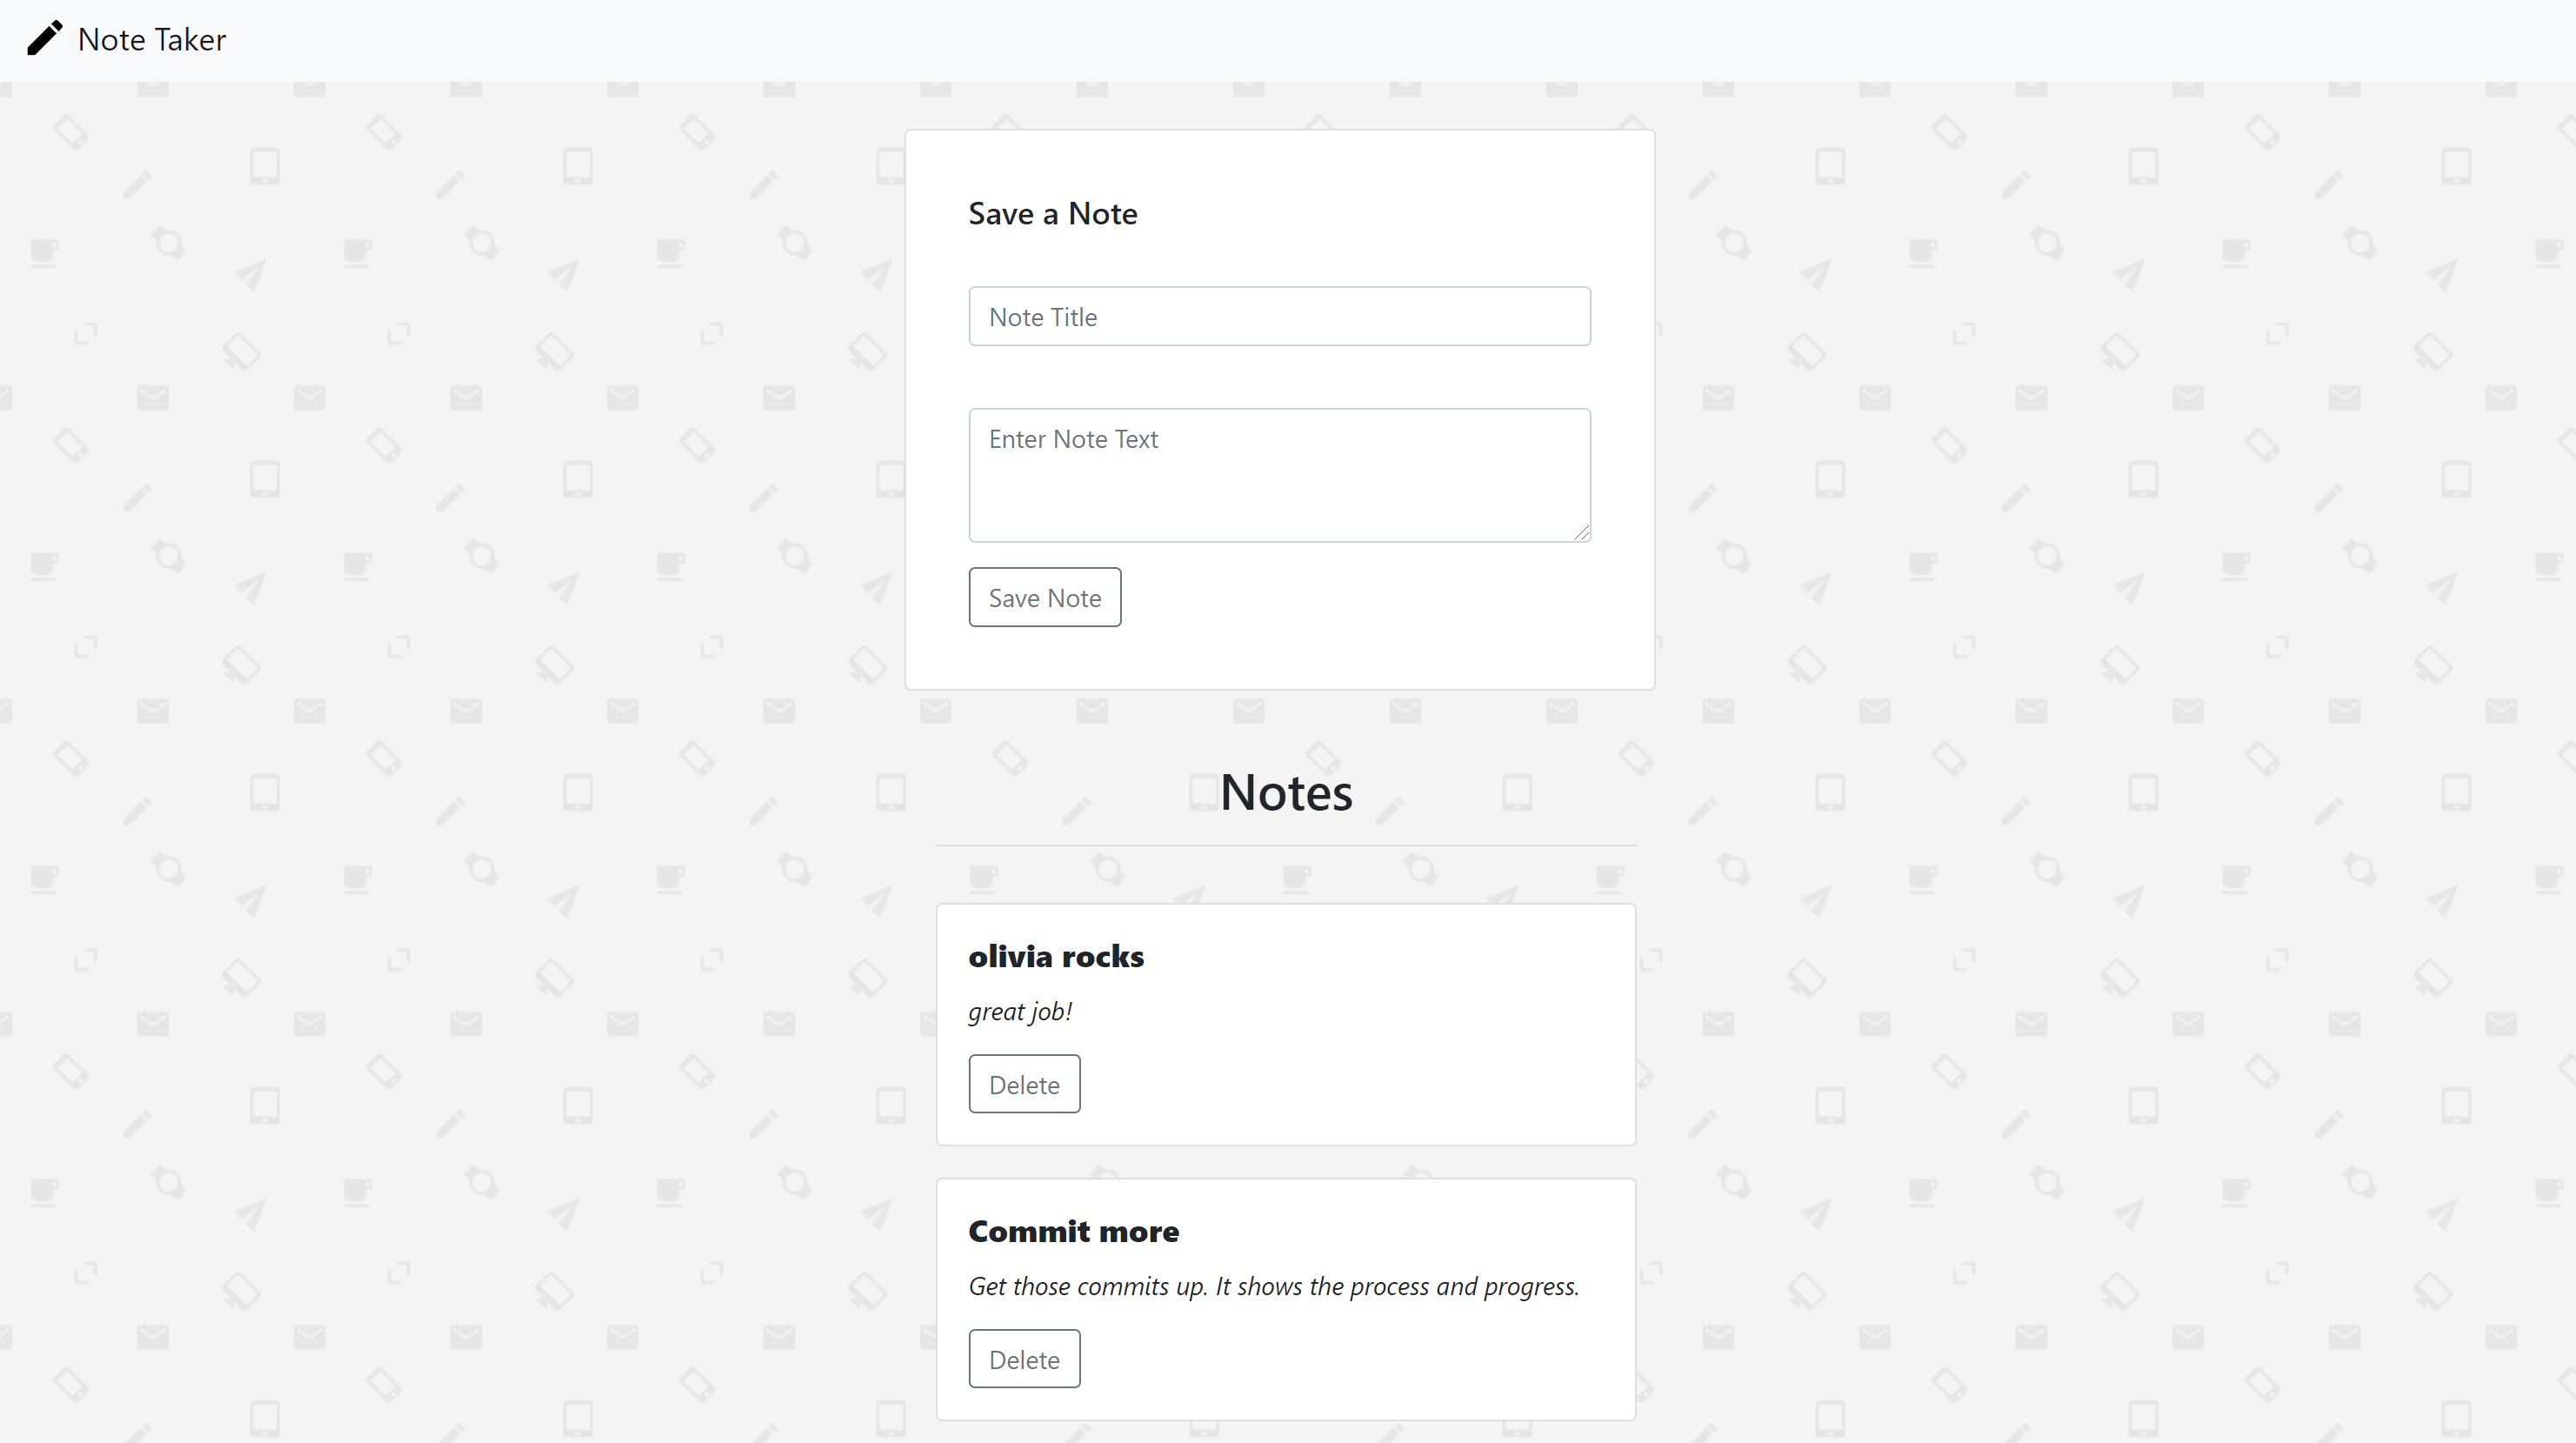 Note Taker
Save a Note
Note Title
Enter Note Text
Save Note
Notes
olivia rocks
great job!
Delete
Commit more
Get those commits up. It shows the process and progress.
Delete